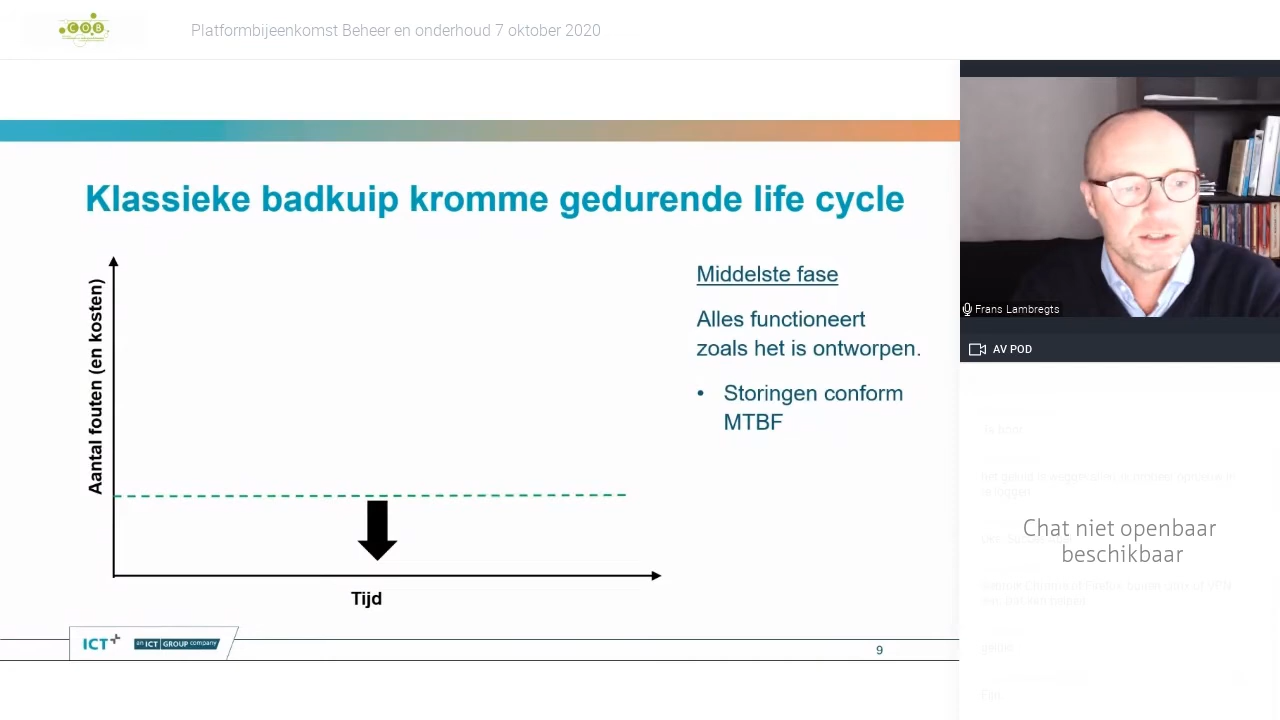 COB
Platformbijeenkomst Beheer en onderhoud 7 oktober 2020
Klassieke badkuip kromme gedurende life cycle
Aantal fouten (en kosten)
Middelste fase
Alles functioneert
zoals het is ontworpen.
• Storingen conform
MTBF
Tijd
ICT
an ICT GROUP company
9
Frans Lambregts
AV POD
Chat niet openbaar
beschikbaar